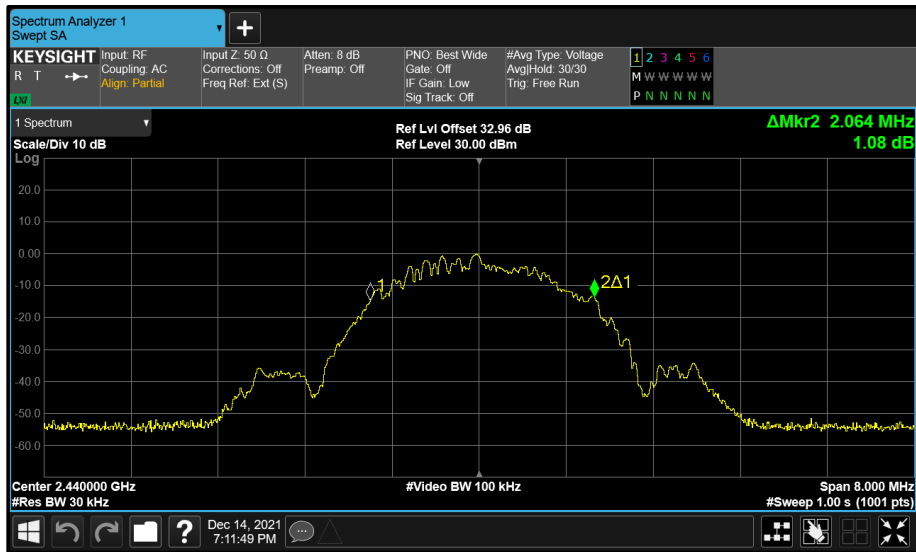 Spectrum Analyzer 1
Swept SA
+
KEYSIGHT
R T
LXI
Input: RF
Coupling: AC
Align: Partial
Input Z: 50 Ω
Corrections: Off
Freq Ref: Ext (S)
Atten: 8 dB
Preamp: Off
PNO: Best Wide
Gate: Off
IF Gain: Low
Sig Track: Off
#Avg Type: Voltage
Avg|Hold: 30/30
Trig: Free Run
1 2 3 4 5 6
M W W W W W
P N N N N N
1 Spectrum
Scale/Div 10 dB
Ref Lvl Offset 32.96 dB
Ref Level 30.00 dBm
ΔMkr2 2.064 MHz
1.08 dB
Log
20.0
10.0
0.00
-10.0
-20.0
-30.0
-40.0
-50.0
-60.0
1
2Δ1
Center 2.440000 GHz
#Video BW 100 kHz
Span 8.000 MHz
#Res BW 30 kHz
#Sweep 1.00 s (1001 pts)
?
Dec 14, 2021
7:11:49 PM